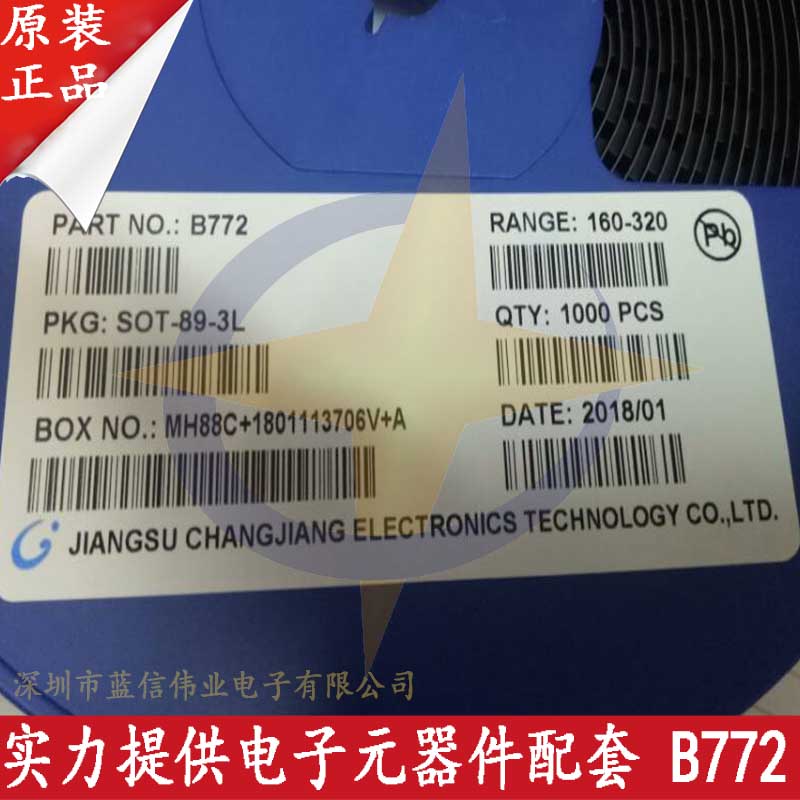 原装
正品
PART NO.: B772
RANGE: 160-320
Pb
PKG: SOT-89-3L
QTY: 1000 PCS
BOX NO.: MH88C+1801113706V+A
DATE: 2018/01
JIANGSU CHANGJIANG ELECTRONICS TECHNOLOGY CO.,LTD.
深圳市蓝信伟业电子有限公司
实力提供电子元器件配套 B772